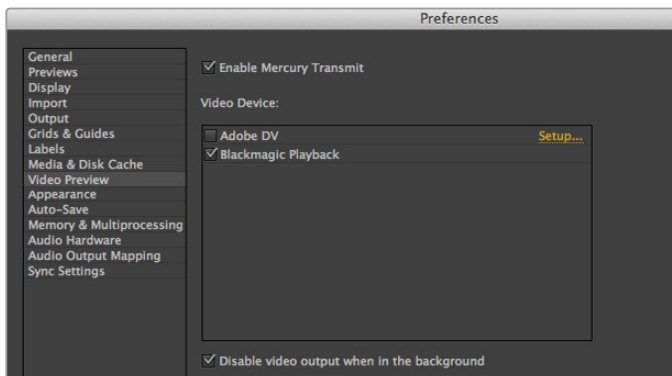 Preferences
General
Previews
Display
Import
Output
Grids & Guides
Labels
Media & Disk Cache
Video Preview
Appearance
Auto-Save
Memory & Multiprocessing
Audio Hardware
Audio Output Mapping
Sync Settings
Enable Mercury Transmit
Video Device:
Adobe DV Setup...
Blackmagic Playback
Disable video output when in the background